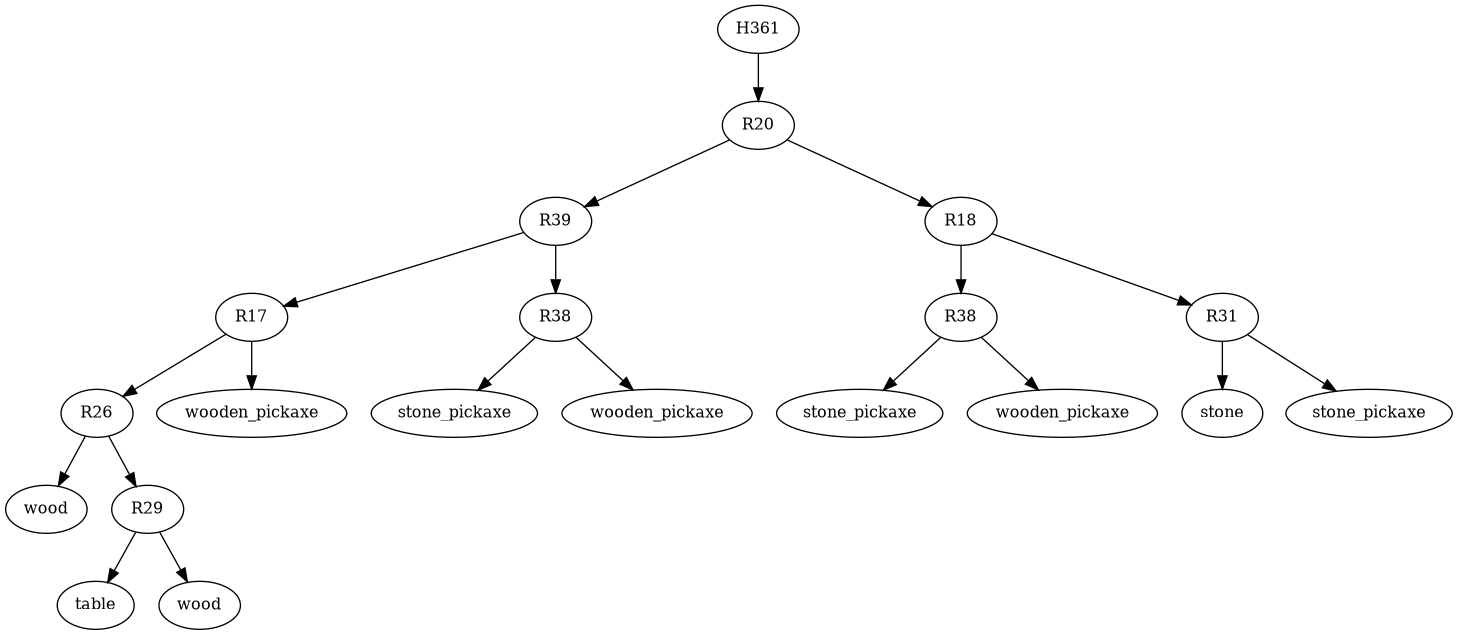 H361
R20
R39
R18
R17
R38
R38
R31
R26
wooden_pickaxe
stone_pickaxe
wooden_pickaxe
stone_pickaxe
wooden_pickaxe
stone
stone_pickaxe
wood
R29
table
wood